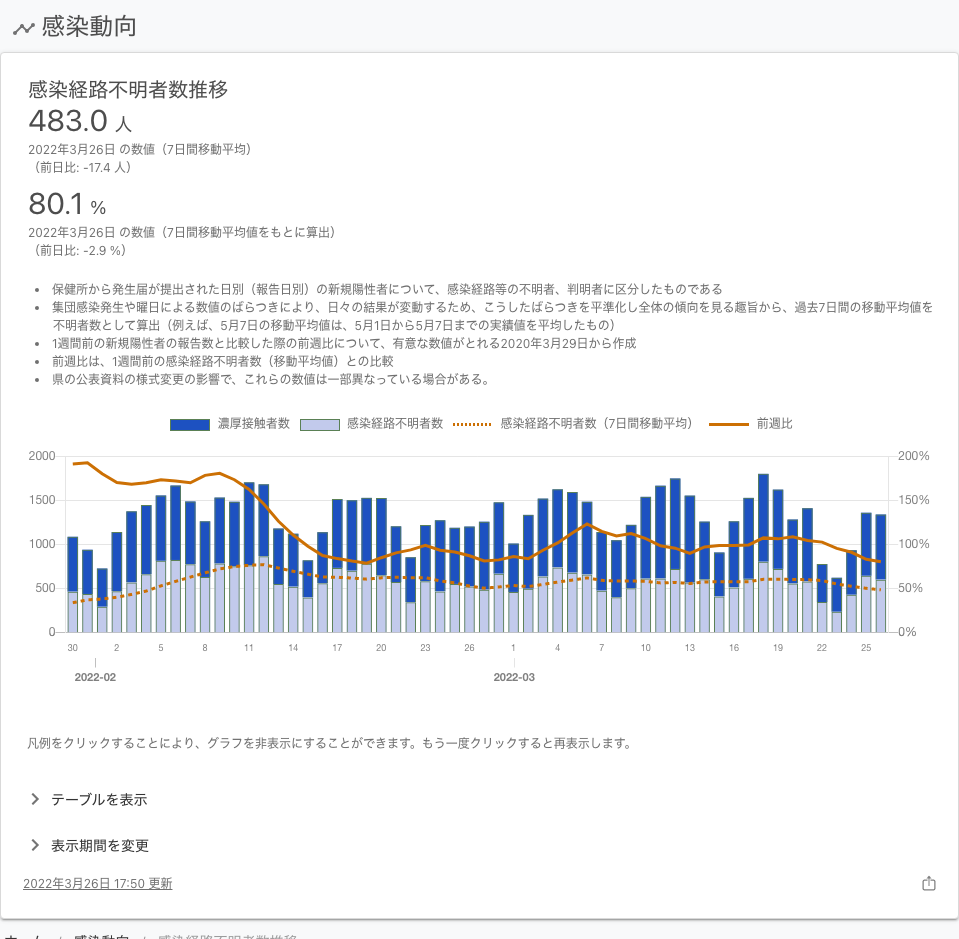 感染動向
感染経路不明者数推移
483.0 人
2022年3月26日 の数値（7日間移動平均）
（前日比: -17.4 人）
80.1 %
2022年3月26日 の数値（7日間移動平均値をもとに算出）
（前日比: -2.9 %）
• 保健所から発生届が提出された日別（報告日別）の新規陽性者について、感染経路等の不明者、判明者に区分したものである
• 集団感染発生や曜日による数値のばらつきにより、日々の結果が変動するため、こうしたばらつきを平準化し全体の傾向を見る趣旨から、過去7日間の移動平均値を
不明者数として算出（例えば、5月7日の移動平均値は、5月1日から5月7日までの実績値を平均したもの）
• 1週間前の新規陽性者の報告数と比較した際の前週比について、有意な数値がとれる2020年3月29日から作成
• 前週比は、1週間前の感染経路不明者数（移動平均値）との比較
• 県の公表資料の様式変更の影響で、これらの数値は一部異なっている場合がある。
濃厚接触者数 感染経路不明者数 感染経路不明者数（7日間移動平均） 前週比
2000 200%
1500 150%
1000 100%
500 50%
0 0%
30 2 5 8 11 14 17 20 23 26 1 4 7 10 13 16 19 22 25
2022-02 2022-03
凡例をクリックすることにより、グラフを非表示にすることができます。もう一度クリックすると再表示します。
テーブルを表示
表示期間を変更
2022年3月26日 17:50 更新
ホーム / 感染動向 / 感染経路不明者数推移